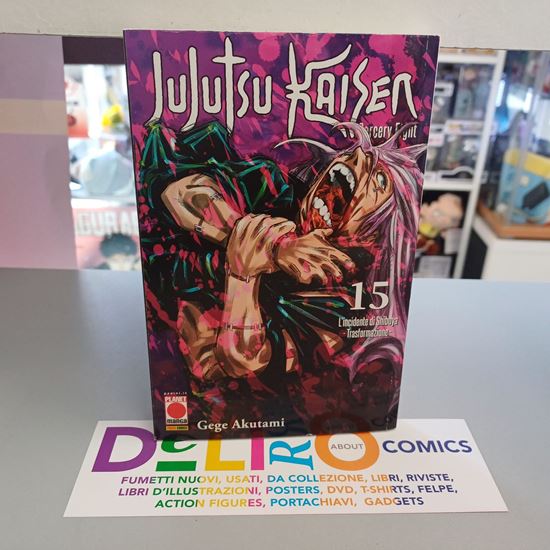 JUJUTSU KAISEN
Sorcery Fight
15
L'incidente di Shibuya
- Trasformazione -
PLANET
manga
Gege Akutami
DeLIRO
ABOUT
COMICS
FUMETTI NUOVI, USATI, DA COLLEZIONE, LIBRI, RIVISTE,
LIBRI D'ILLUSTRAZIONI, POSTERS, DVD, T-SHIRTS, FELPE,
ACTION FIGURES, PORTACHIAVI, GADGETS